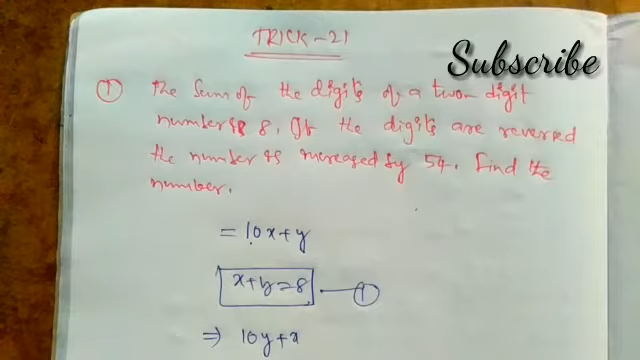 TRICK-21
Subscribe
① The Sum of the digits of a two digit
number is 8. If the digits are reversed
the number is increased by 54. Find the
number.
= 10x+y
x+y=8 — ①
⇒ 10y+x